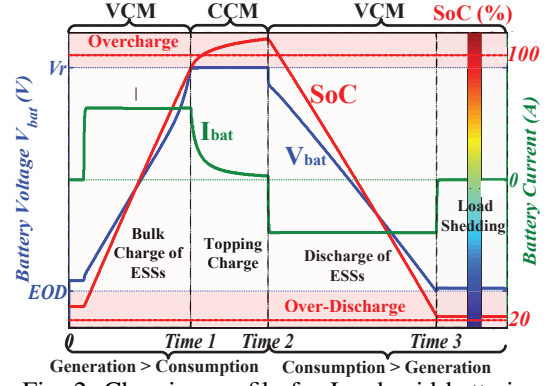 VCM
CCM
VCM
SoC (%)
Overcharge
100
Vr
SoC
Ibat
Vbat
0
Battery Voltage Vbat (V)
Battery Current (A)
Bulk
Charge of
ESSs
Topping
Charge
Discharge of
ESSs
Load
Shedding
EOD
Over-Discharge
20
0
Time 1
Time 2
Time 3
Generation > Consumption
Consumption > Generation